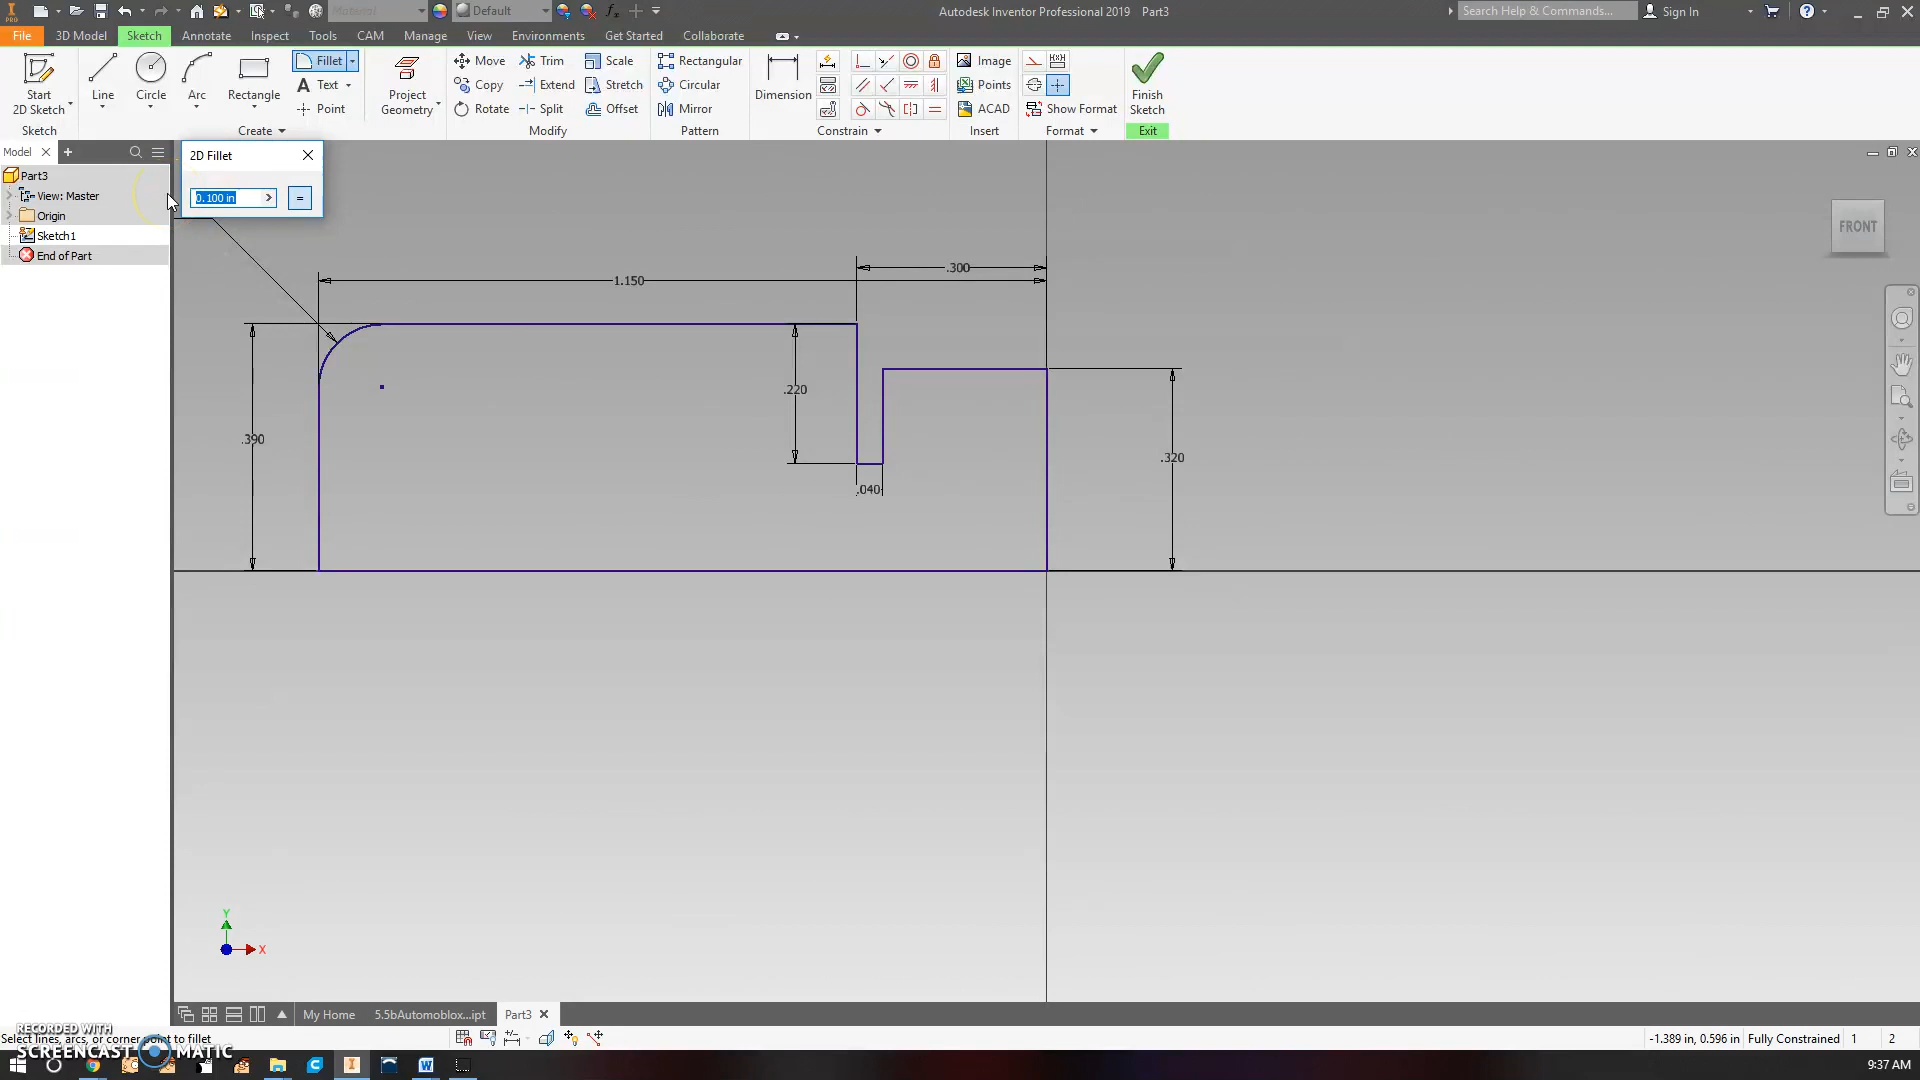 PRO Material Default Autodesk Inventor Professional 2019 Part3 Search Help & Commands... Sign In
File 3D Model Sketch Annotate Inspect Tools CAM Manage View Environments Get Started Collaborate
Start 2D Sketch Line Circle Arc Rectangle
Fillet
Text
Point
Project Geometry
Move Trim Scale
Copy Extend Stretch
Rotate Split Offset
Rectangular
Circular
Mirror
Dimension
Image
Points
ACAD
Show Format
Finish Sketch
Sketch Create Modify Pattern Constrain Insert Format Exit
Model
2D Fillet
0.100 in
=
Part3
View: Master
Origin
Sketch1
End of Part
FRONT
1.150
.300
.220
.390
.320
.040
Y
X
My Home 5.5bAutomoblox...ipt Part3
Select lines, arcs, or corner point to fillet
-1.389 in, 0.596 in Fully Constrained 1 2
RECORDED WITH
SCREENCAST MATIC
9:37 AM